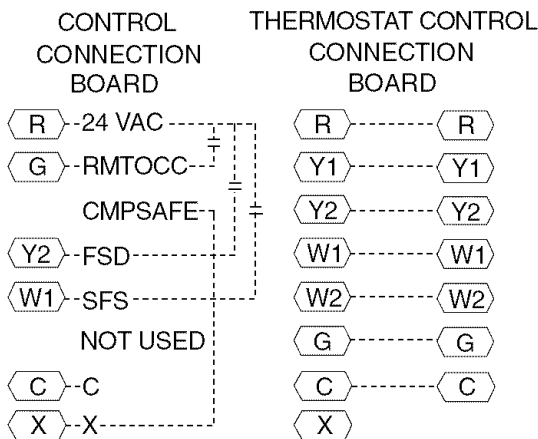 CONTROL
CONNECTION
BOARD
R 24 VAC
G RMTOCC
CMPSAFE
Y2 FSD
W1 SFS
NOT USED
C C
X X
THERMOSTAT CONTROL
CONNECTION
BOARD
R R
Y1 Y1
Y2 Y2
W1 W1
W2 W2
G G
C C
X